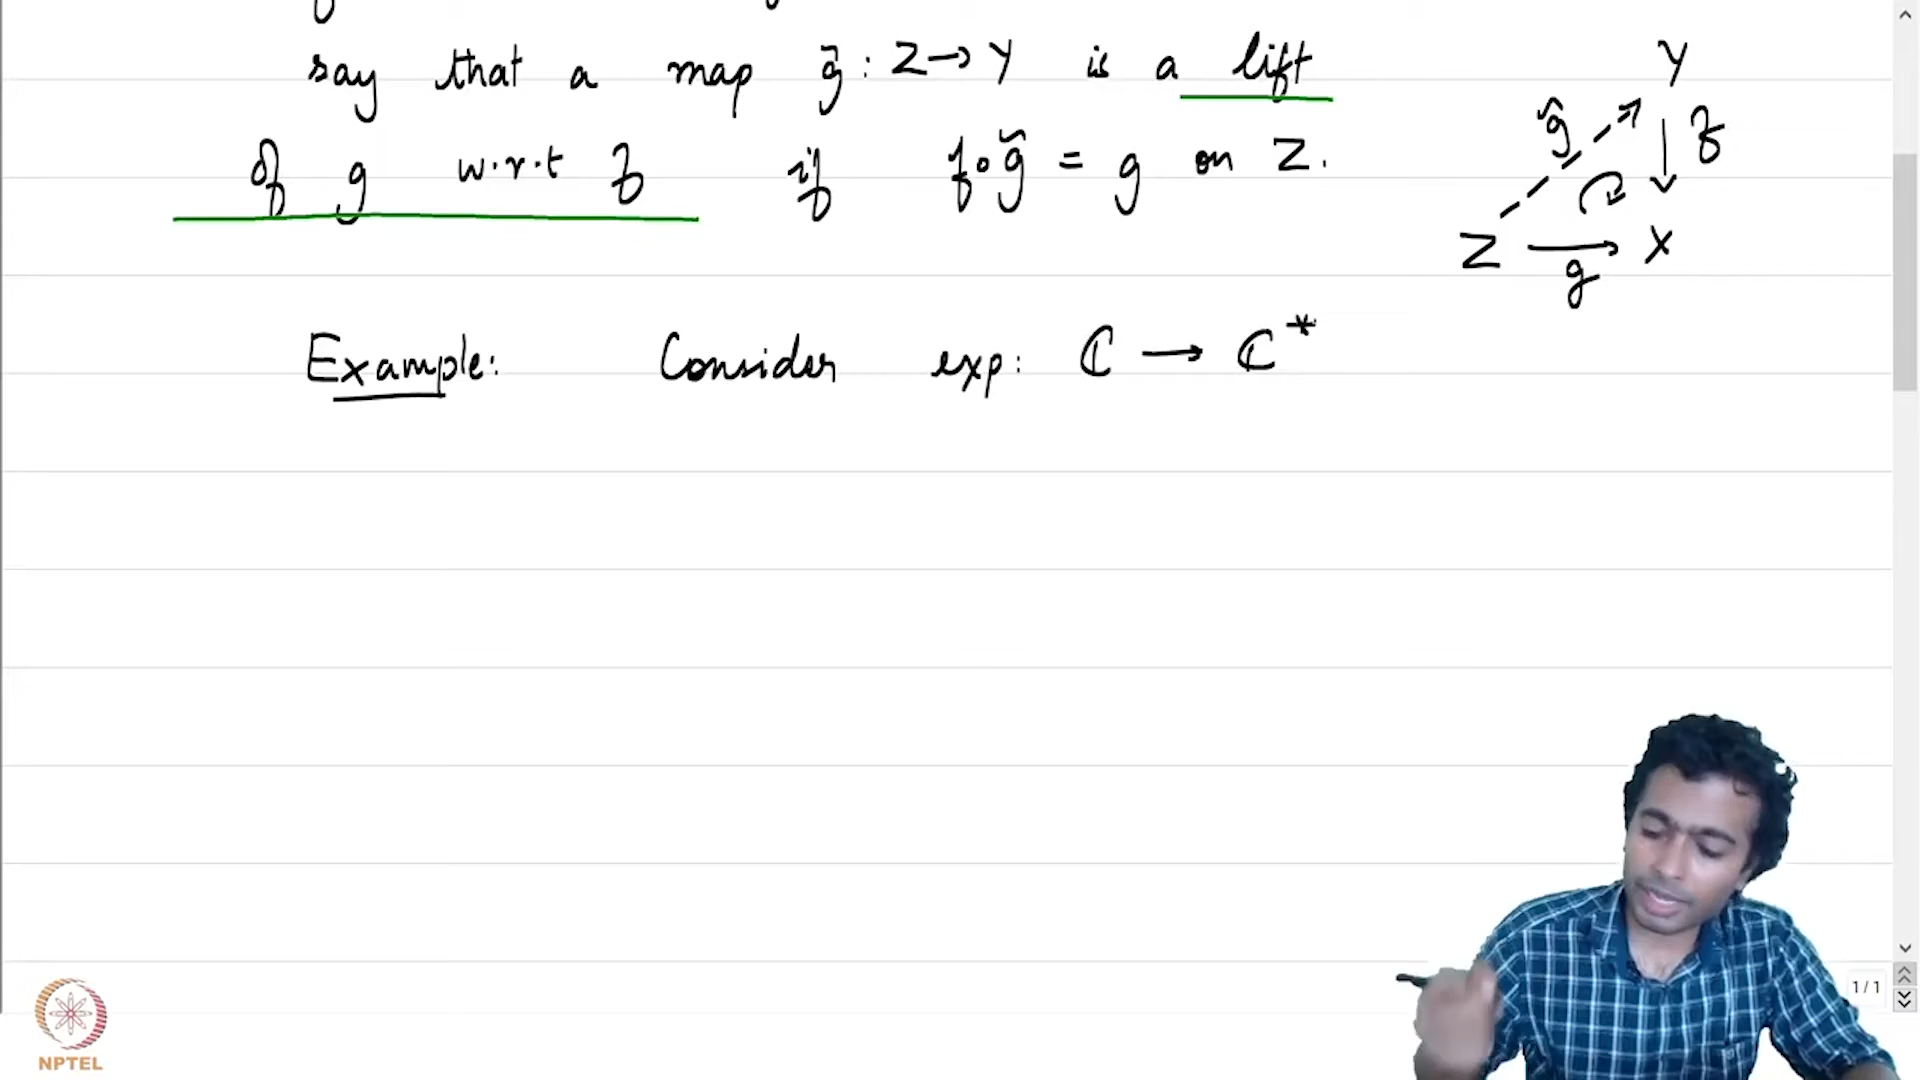 say that a map g̃ : Z → Y is a lift
of g w.r.t f if f∘g̃ = g on Z.
Y
g̃ f
Z X
g
Example: Consider exp: ℂ → ℂ*
1/1
NPTEL